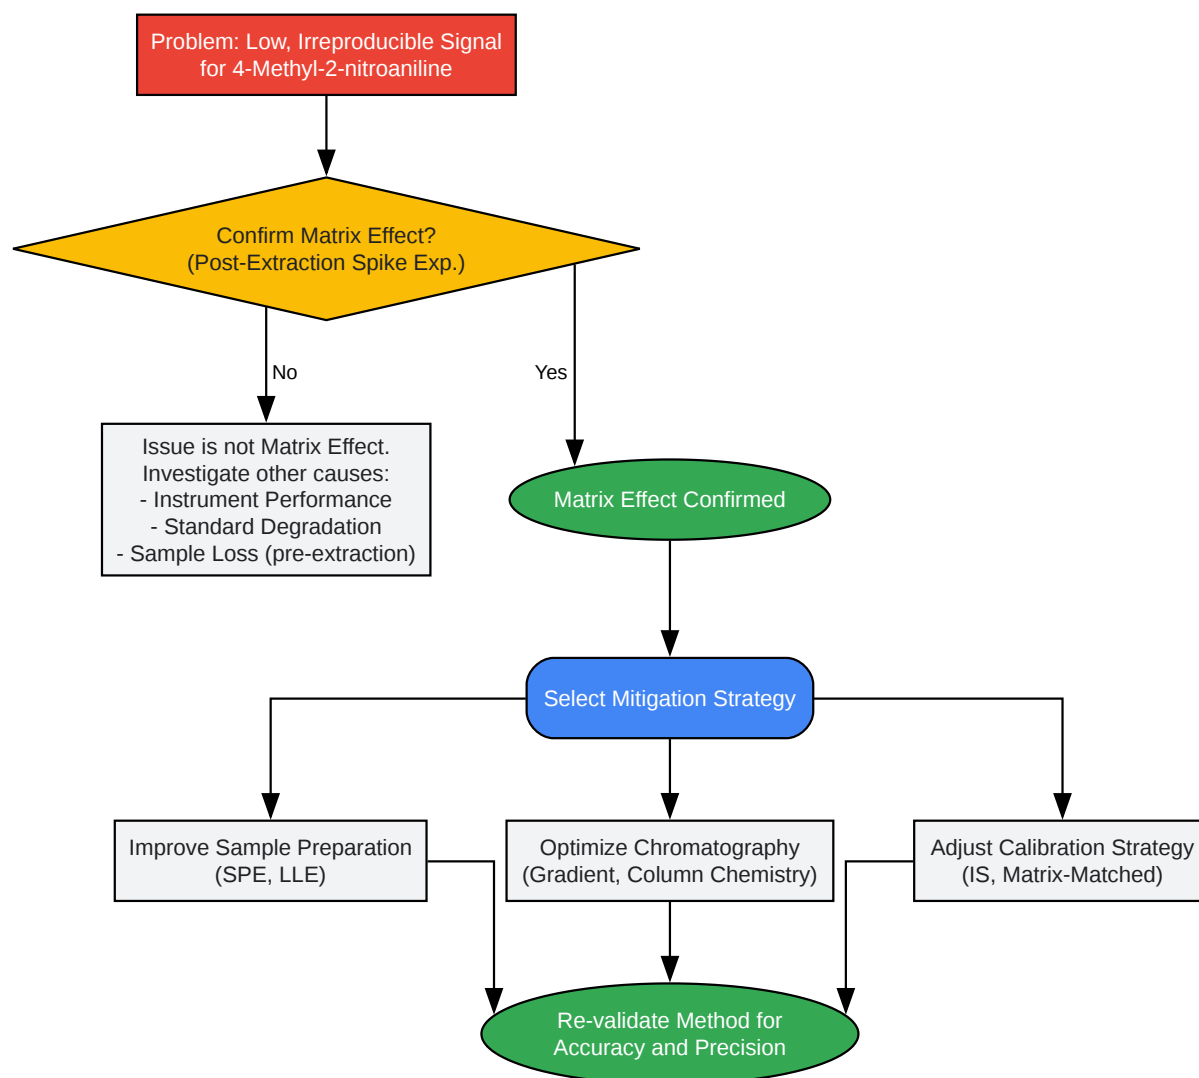 Problem: Low, Irreproducible Signal
for 4-Methyl-2-nitroaniline
Confirm Matrix Effect?
(Post-Extraction Spike Exp.)
No
Yes
Issue is not Matrix Effect.
Investigate other causes:
- Instrument Performance
- Standard Degradation
- Sample Loss (pre-extraction)
Matrix Effect Confirmed
Select Mitigation Strategy
Improve Sample Preparation
(SPE, LLE)
Optimize Chromatography
(Gradient, Column Chemistry)
Adjust Calibration Strategy
(IS, Matrix-Matched)
Re-validate Method for
Accuracy and Precision